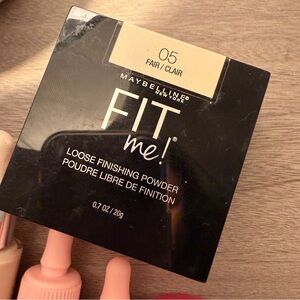 05
FAIR / CLAIR
MAYBELLINE
NEW YORK
FIT
me!®
LOOSE FINISHING POWDER
POUDRE LIBRE DE FINITION
0.7 OZ / 20g